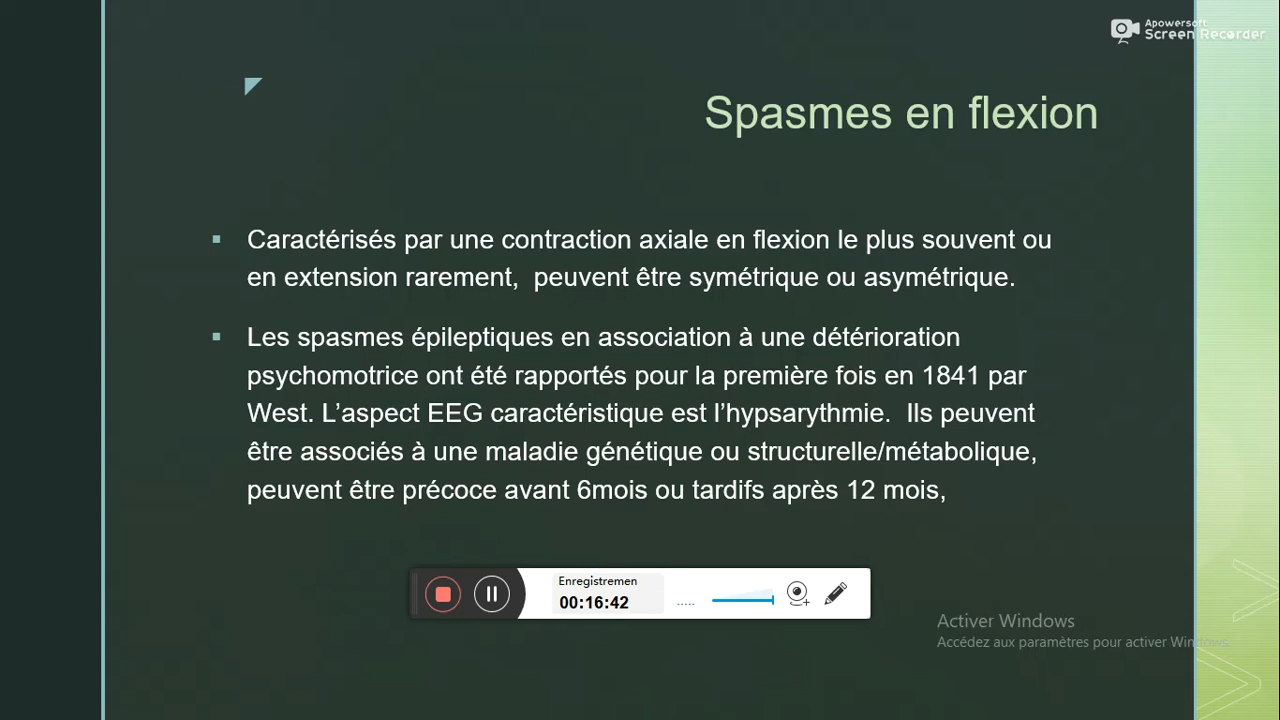 Apowersoft
Screen Recorder
Spasmes en flexion
Caractérisés par une contraction axiale en flexion le plus souvent ou
en extension rarement, peuvent être symétrique ou asymétrique.
Les spasmes épileptiques en association à une détérioration
psychomotrice ont été rapportés pour la première fois en 1841 par
West. L’aspect EEG caractéristique est l’hypsarythmie. Ils peuvent
être associés à une maladie génétique ou structurelle/métabolique,
peuvent être précoce avant 6mois ou tardifs après 12 mois,
Enregistremen
00:16:42
Activer Windows
Accédez aux paramètres pour activer Windows.